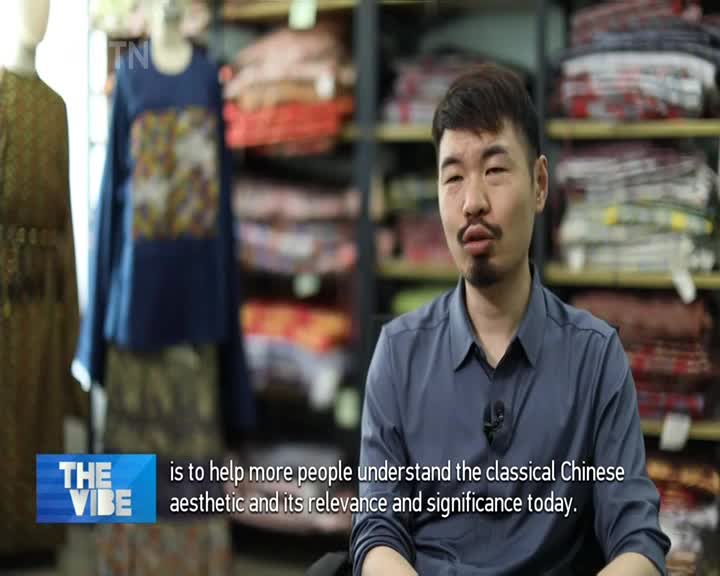 TN
THE
VIBE
is to help more people understand the classical Chinese
aesthetic and its relevance and significance today.